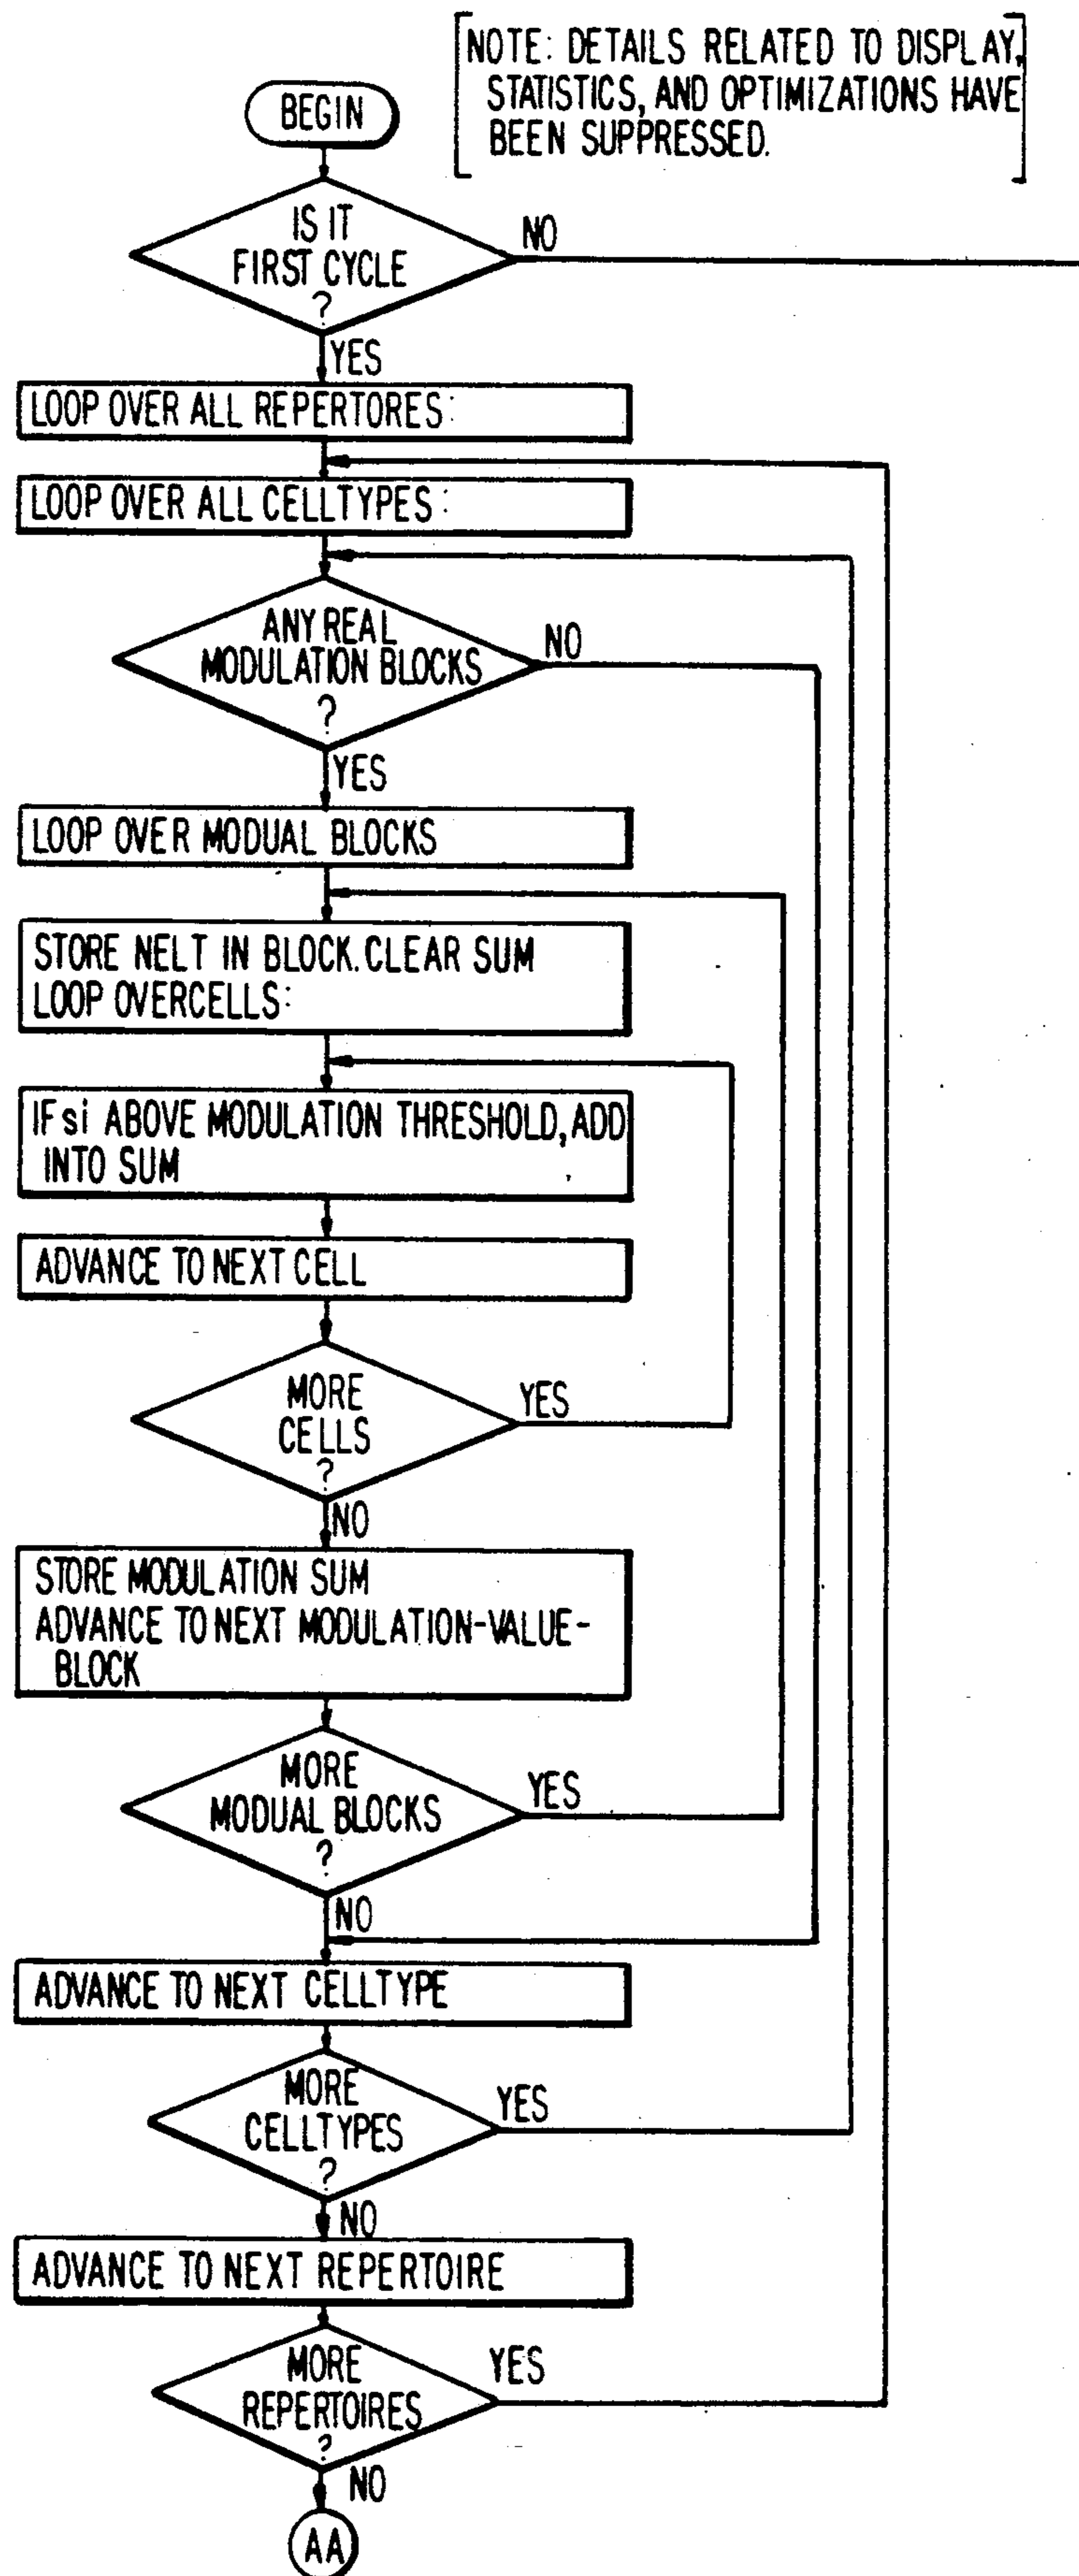 NOTE: DETAILS RELATED TO DISPLAY,
STATISTICS, AND OPTIMIZATIONS HAVE
BEEN SUPPRESSED.
BEGIN
IS IT
FIRST CYCLE
?
NO
YES
LOOP OVER ALL REPERTORES:
LOOP OVER ALL CELLTYPES:
ANY REAL
MODULATION BLOCKS
?
NO
YES
LOOP OVER MODUAL BLOCKS
STORE NELT IN BLOCK. CLEAR SUM
LOOP OVERCELLS:
IF si ABOVE MODULATION THRESHOLD, ADD
INTO SUM
ADVANCE TO NEXT CELL
MORE
CELLS
?
YES
NO
STORE MODULATION SUM
ADVANCE TO NEXT MODULATION-VALUE-
BLOCK
MORE
MODUAL BLOCKS
?
YES
NO
ADVANCE TO NEXT CELLTYPE
MORE
CELLTYPES
?
YES
NO
ADVANCE TO NEXT REPERTOIRE
MORE
REPERTOIRES
?
YES
NO
AA